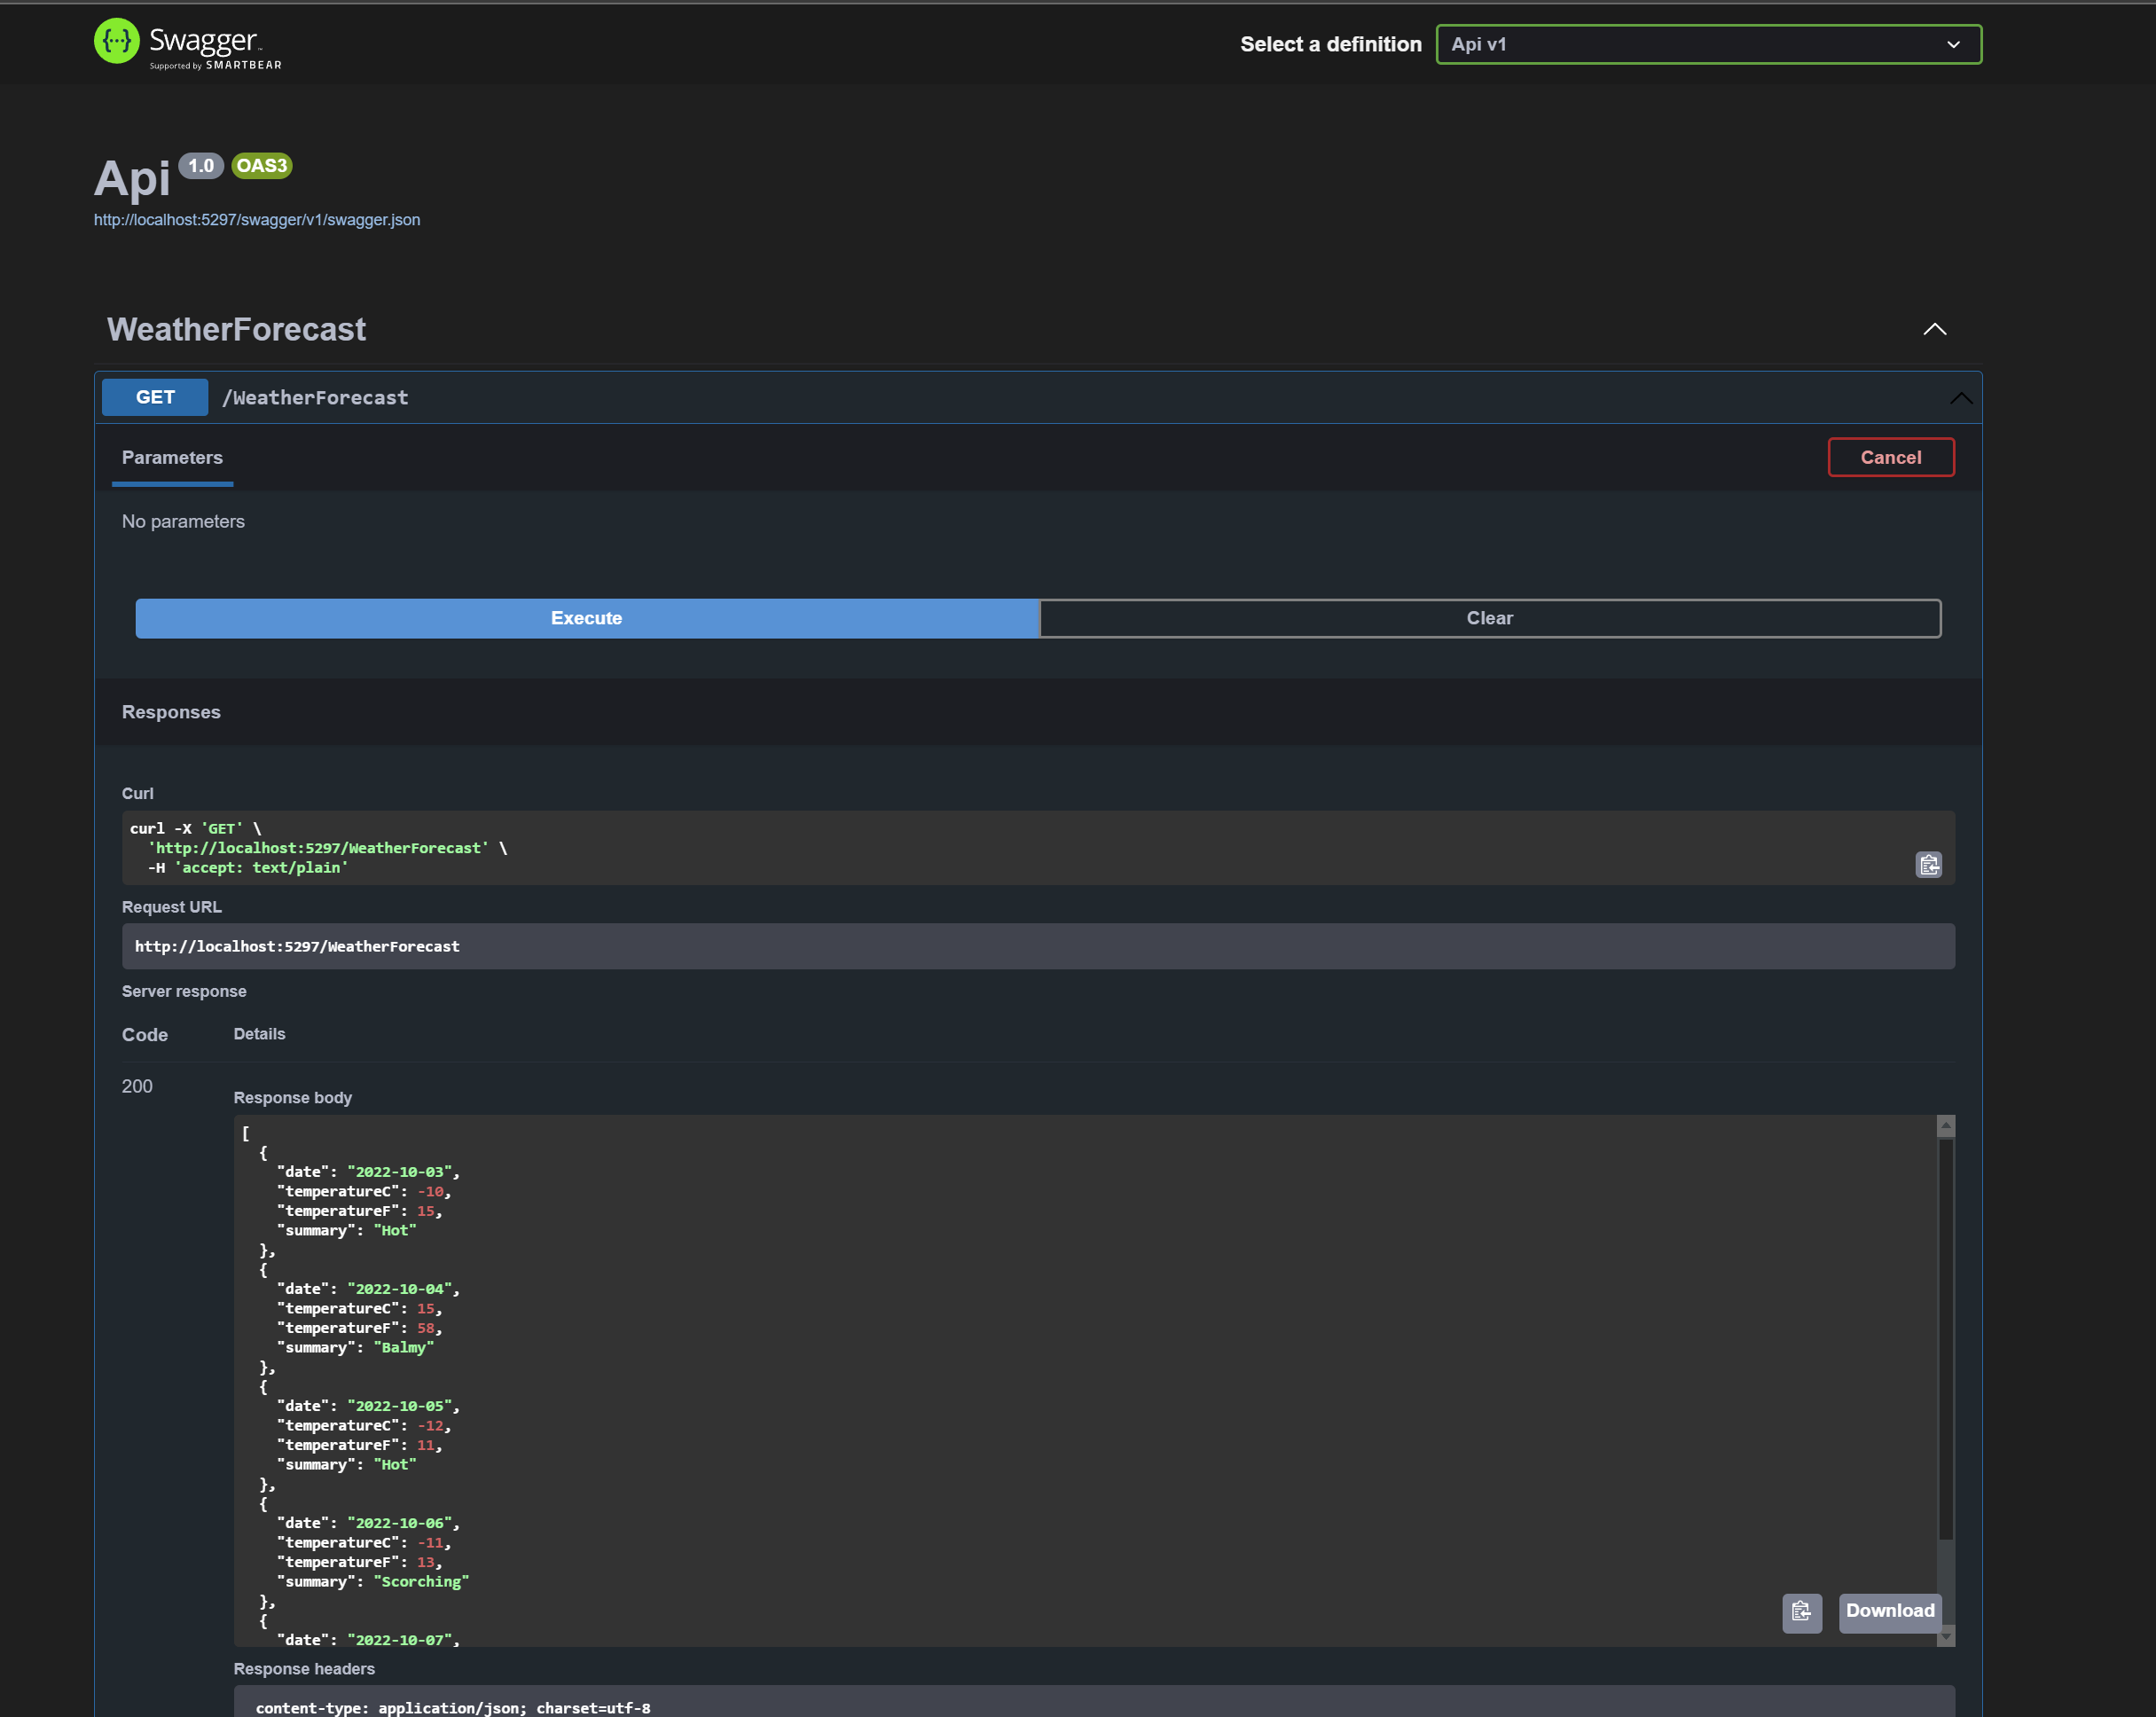 Swagger
Supported by SMARTBEAR
Select a definition
Api v1
Api 1.0 OAS3
http://localhost:5297/swagger/v1/swagger.json
WeatherForecast
GET /WeatherForecast
Parameters
Cancel
No parameters
Execute
Clear
Responses
Curl
curl -X 'GET' \
  'http://localhost:5297/WeatherForecast' \
  -H 'accept: text/plain'
Request URL
http://localhost:5297/WeatherForecast
Server response
Code Details
200
Response body
[
  {
    "date": "2022-10-03",
    "temperatureC": -10,
    "temperatureF": 15,
    "summary": "Hot"
  },
  {
    "date": "2022-10-04",
    "temperatureC": 15,
    "temperatureF": 58,
    "summary": "Balmy"
  },
  {
    "date": "2022-10-05",
    "temperatureC": -12,
    "temperatureF": 11,
    "summary": "Hot"
  },
  {
    "date": "2022-10-06",
    "temperatureC": -11,
    "temperatureF": 13,
    "summary": "Scorching"
  },
  {
    "date": "2022-10-07",
Download
Response headers
content-type: application/json; charset=utf-8